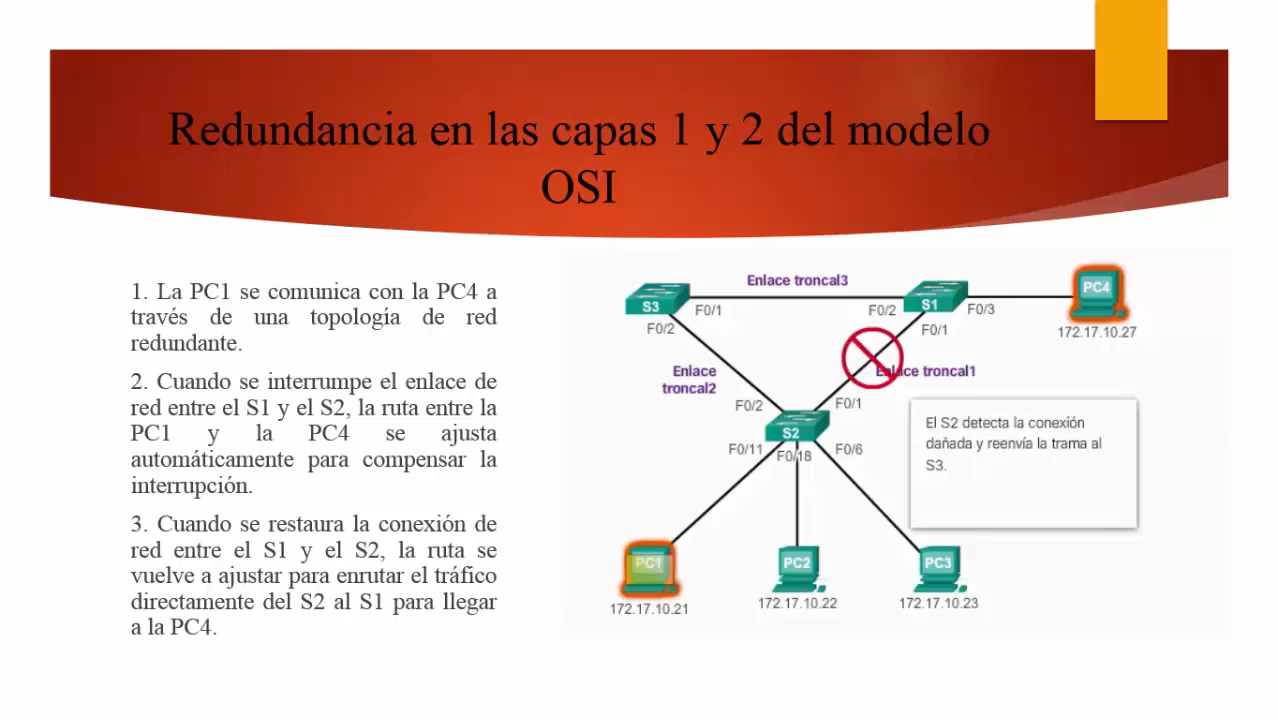 Redundancia en las capas 1 y 2 del modelo
OSI
1. La PC1 se comunica con la PC4 a
través de una topología de red
redundante.
2. Cuando se interrumpe el enlace de
red entre el S1 y el S2, la ruta entre la
PC1 y la PC4 se ajusta
automáticamente para compensar la
interrupción.
3. Cuando se restaura la conexión de
red entre el S1 y el S2, la ruta se
vuelve a ajustar para enrutar el tráfico
directamente del S2 al S1 para llegar
a la PC4.
Enlace troncal3
S3
F0/1
F0/2
S1
F0/3
PC4
172.17.10.27
F0/2
F0/1
Enlace
troncal2
Enlace troncal1
F0/2
F0/1
S2
F0/11
F0/18
F0/6
El S2 detecta la conexión
dañada y reenvía la trama al
S3.
PC1
PC2
PC3
172.17.10.21
172.17.10.22
172.17.10.23